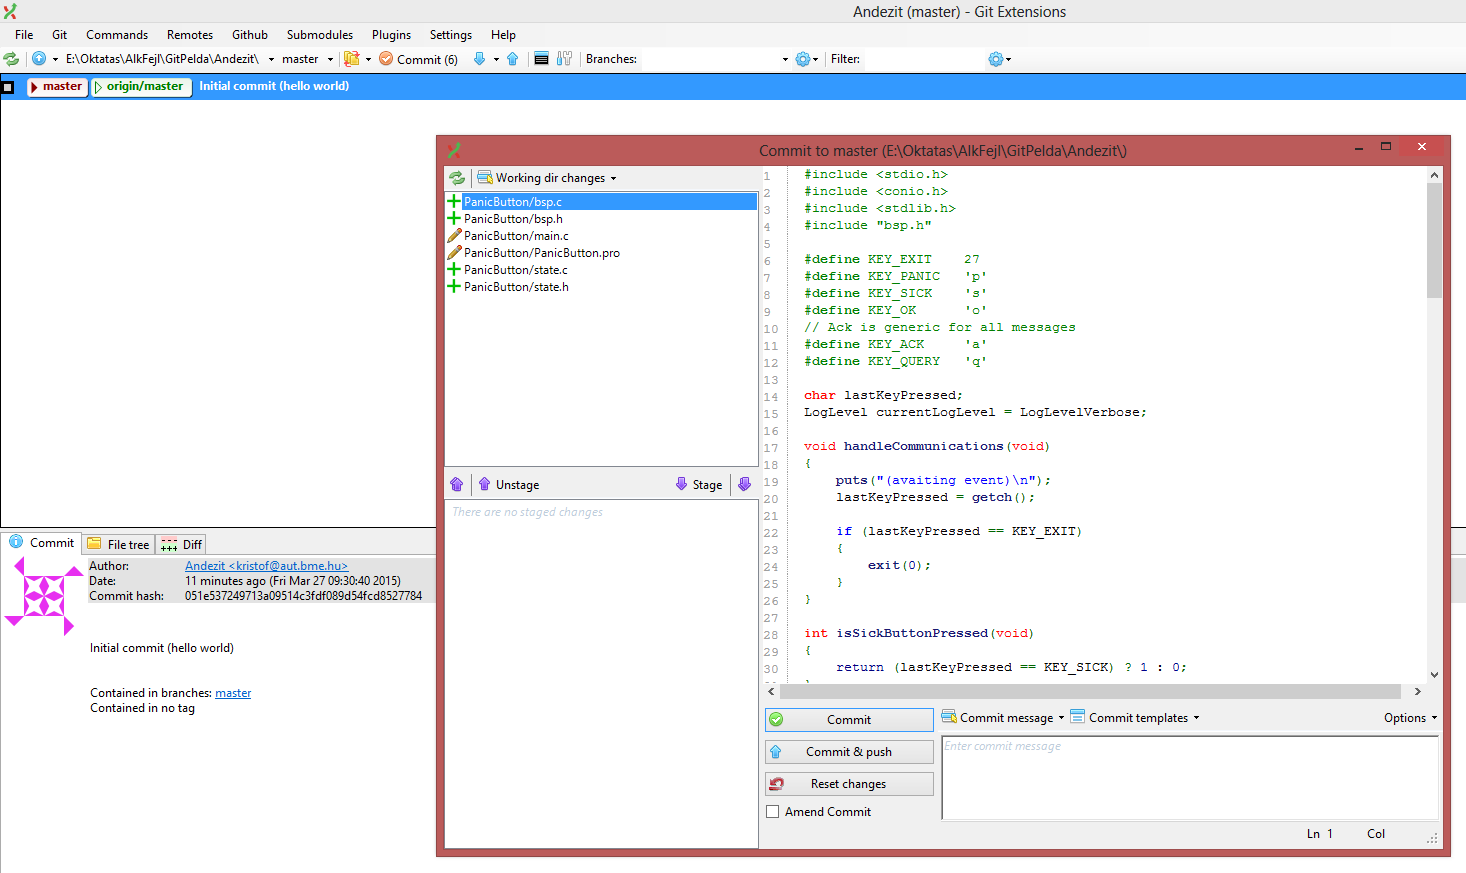 Andezit (master) - Git Extensions
File Git Commands Remotes Github Submodules Plugins Settings Help
E:\Oktatas\AlkFejl\GitPelda\Andezit\ master Commit (6) Branches: Filter:
master origin/master Initial commit (hello world)
Commit to master (E:\Oktatas\AlkFejl\GitPelda\Andezit\)
Working dir changes
PanicButton/bsp.c
PanicButton/bsp.h
PanicButton/main.c
PanicButton/PanicButton.pro
PanicButton/state.c
PanicButton/state.h
Unstage Stage
There are no staged changes
1 #include <stdio.h>
2 #include <conio.h>
3 #include <stdlib.h>
4 #include "bsp.h"
5
6 #define KEY_EXIT 27
7 #define KEY_PANIC 'p'
8 #define KEY_SICK 's'
9 #define KEY_OK 'o'
10 // Ack is generic for all messages
11 #define KEY_ACK 'a'
12 #define KEY_QUERY 'q'
13
14 char lastKeyPressed;
15 LogLevel currentLogLevel = LogLevelVerbose;
16
17 void handleCommunications(void)
18 {
19 puts("(avaiting event)\n");
20 lastKeyPressed = getch();
21
22 if (lastKeyPressed == KEY_EXIT)
23 {
24 exit(0);
25 }
26 }
27
28 int isSickButtonPressed(void)
29 {
30 return (lastKeyPressed == KEY_SICK) ? 1 : 0;
Commit
Commit & push
Reset changes
Amend Commit
Commit message Commit templates Options
Enter commit message
Ln 1 Col
Commit File tree Diff
Author: Andezit <kristof@aut.bme.hu>
Date: 11 minutes ago (Fri Mar 27 09:30:40 2015)
Commit hash: 051e537249713a09514c3fdf089d54fcd8527784
Initial commit (hello world)
Contained in branches: master
Contained in no tag